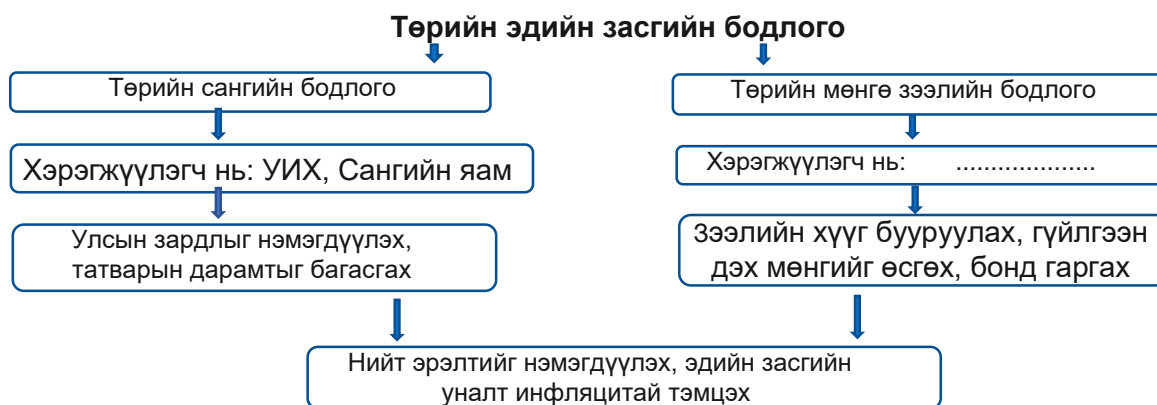 Төрийн эдийн засгийн бодлого
Төрийн сангийн бодлого
Төрийн мөнгө зээлийн бодлого
Хэрэгжүүлэгч нь: УИХ, Сангийн яам
Хэрэгжүүлэгч нь: ....................
Улсын зардлыг нэмэгдүүлэх,
татварын дарамтыг багасгах
Зээлийн хүүг бууруулах, гүйлгээн
дэх мөнгийг өсгөх, бонд гаргах
Нийт эрэлтийг нэмэгдүүлэх, эдийн засгийн
уналт инфляцитай тэмцэх